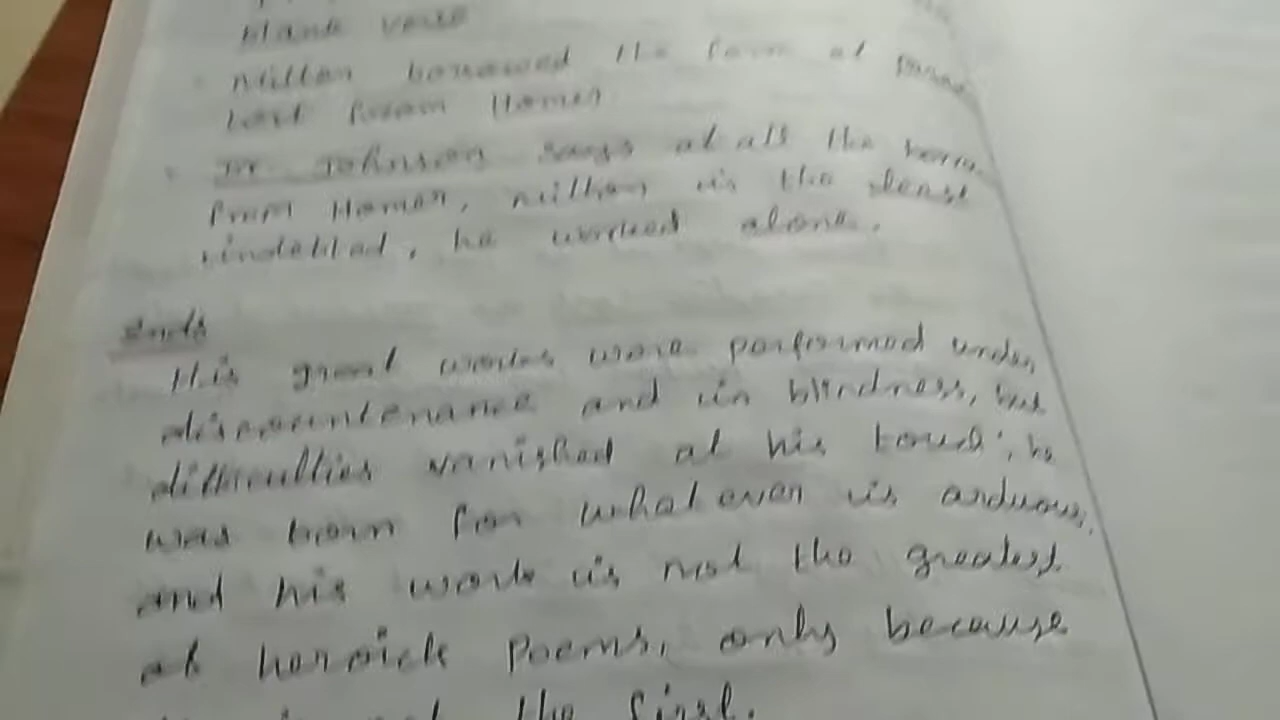 blank verse
Milton borrowed the form of
Lost from Homer
Dr. Johnson says of all the borro
from Homer, milton is the least
indebted, he worked alone.
Ends
His great works were performed under
discountenance and in blindness, but
difficulties vanished at his touch; he
was born for whatever is arduous,
and his work is not the greatest
of heroick Poems, only because
the first.